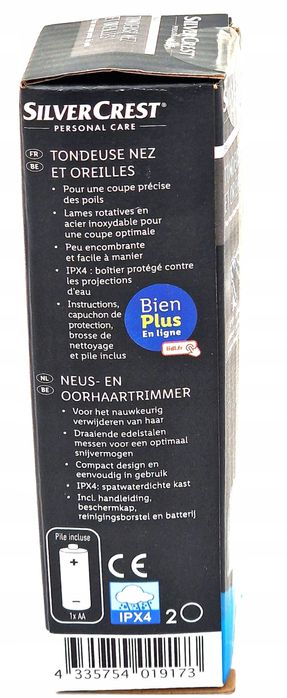 SILVERCREST
SILVERCREST®
PERSONAL CARE
FR
BE
TONDEUSE NEZ
ET OREILLES
• Pour une coupe précise
des poils
• Lames rotatives en
acier inoxydable pour
une coupe optimale
• Peu encombrante
et facile à manier
• IPX4 : boîtier protégé contre
les projections
d'eau
• Instructions,
capuchon de
protection,
brosse de
nettoyage
et pile inclus
Bien
Plus
En ligne
lidl.fr
NL
BE
NEUS- EN
OORHAARTRIMMER
• Voor het nauwkeurig
verwijderen van haar
• Draaiende edelstalen
messen voor een optimaal
snijvermogen
• Compact design en
eenvoudig in gebruik
• IPX4: spatwaterdichte kast
• Incl. handleiding,
beschermkap,
reinigingsborstel en batterij
Pile incluse
+
−
1x AA
CE
IPX4
2
4 335754 019173